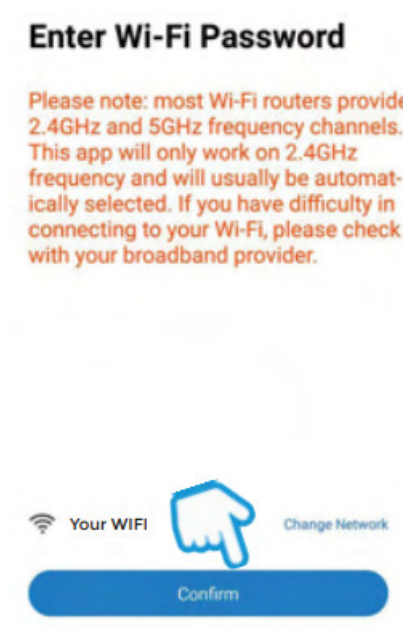 Enter Wi-Fi Password
Please note: most Wi-Fi routers provide
2.4GHz and 5GHz frequency channels.
This app will only work on 2.4GHz
frequency and will usually be automat-
ically selected. If you have difficulty in
connecting to your Wi-Fi, please check
with your broadband provider.
Your WIFI Change Network
Confirm